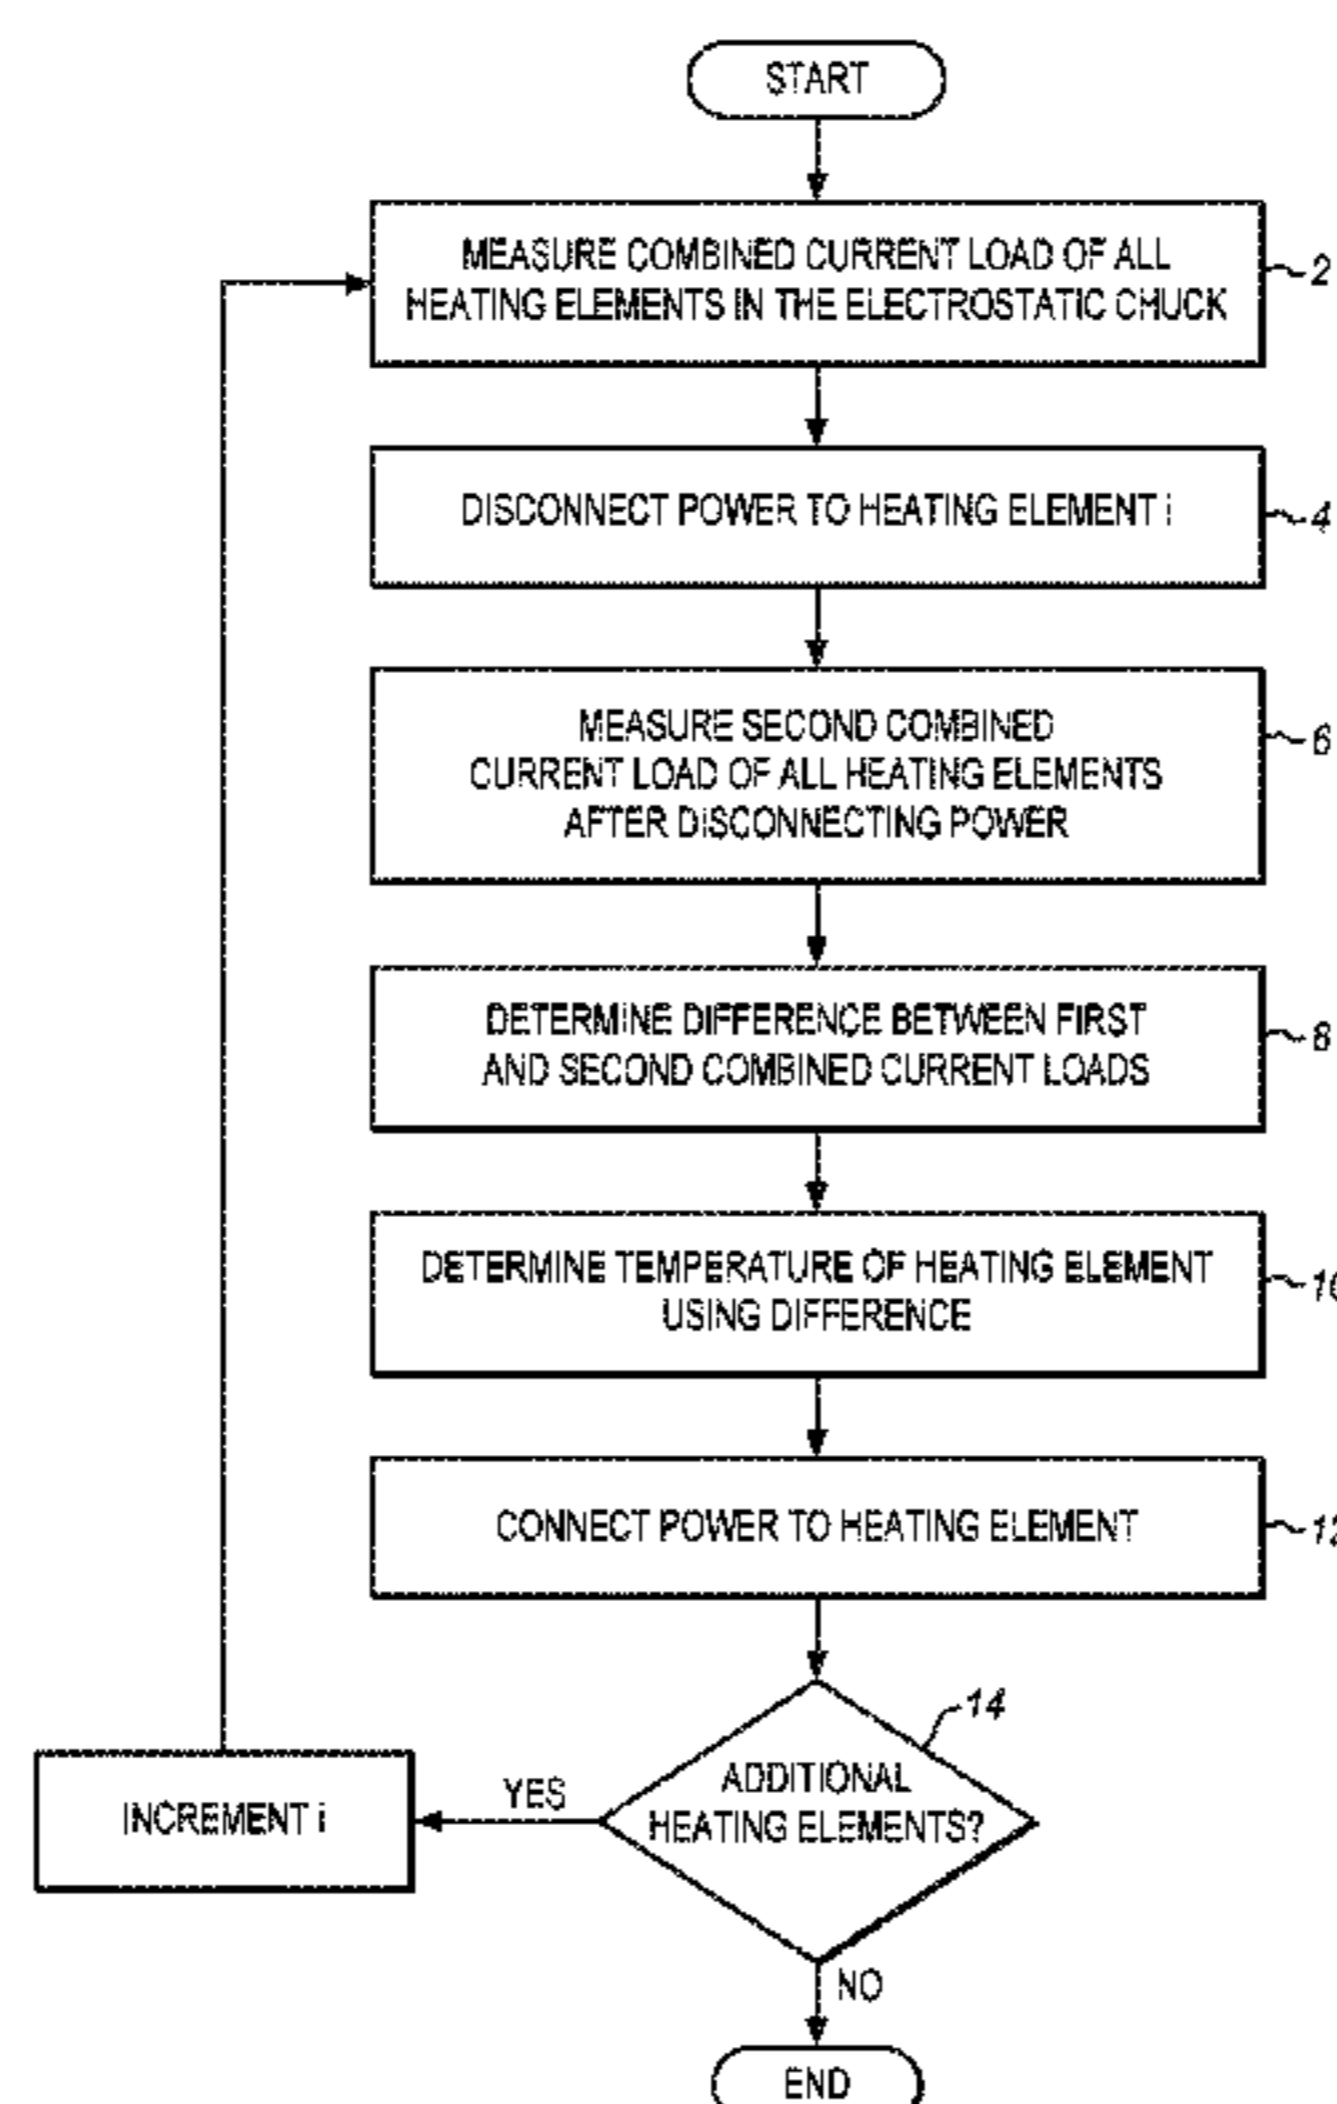 START
MEASURE COMBINED CURRENT LOAD OF ALL
HEATING ELEMENTS IN THE ELECTROSTATIC CHUCK
2
DISCONNECT POWER TO HEATING ELEMENT i
4
MEASURE SECOND COMBINED
CURRENT LOAD OF ALL HEATING ELEMENTS
AFTER DISCONNECTING POWER
6
DETERMINE DIFFERENCE BETWEEN FIRST
AND SECOND COMBINED CURRENT LOADS
8
DETERMINE TEMPERATURE OF HEATING ELEMENT
USING DIFFERENCE
10
CONNECT POWER TO HEATING ELEMENT
12
14
ADDITIONAL
HEATING ELEMENTS?
YES
INCREMENT i
NO
END